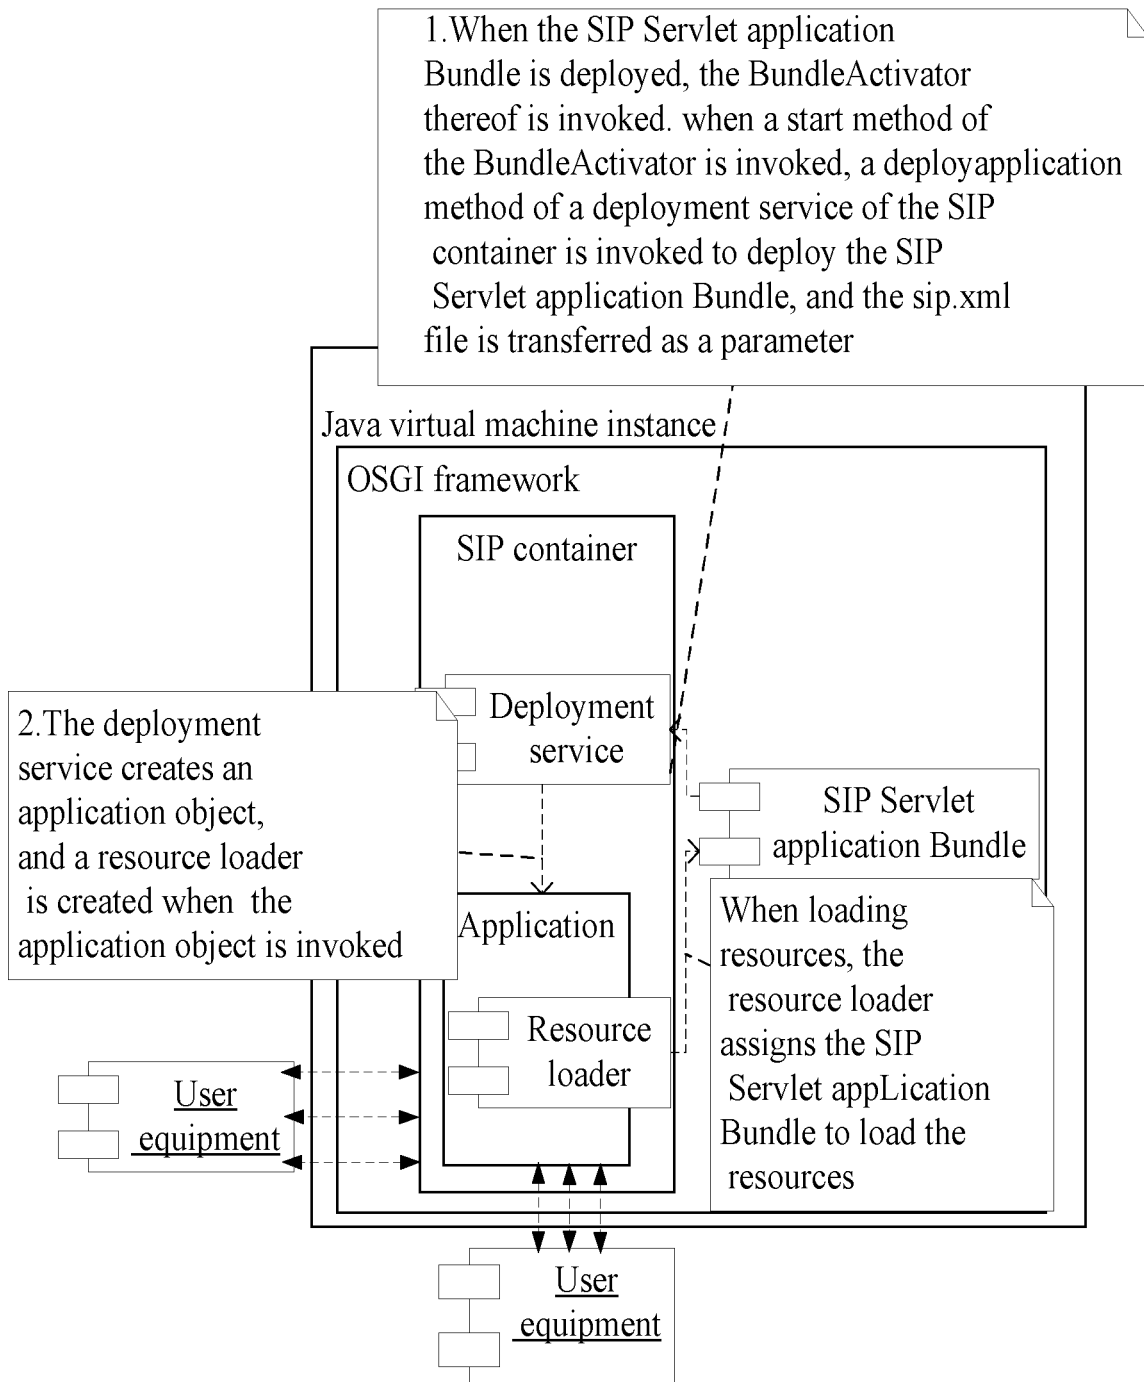 1.When the SIP Servlet application
Bundle is deployed, the BundleActivator
thereof is invoked. when a start method of
the BundleActivator is invoked, a deployapplication
method of a deployment service of the SIP
container is invoked to deploy the SIP
Servlet application Bundle, and the sip.xml
file is transferred as a parameter
Java virtual machine instance
OSGI framework
SIP container
Deployment
service
2.The deployment
service creates an
application object,
and a resource loader
is created when the
application object is invoked
SIP Servlet
application Bundle
Application
When loading
resources, the
resource loader
assigns the SIP
Servlet appLication
Bundle to load the
resources
Resource
loader
User
equipment
User
equipment